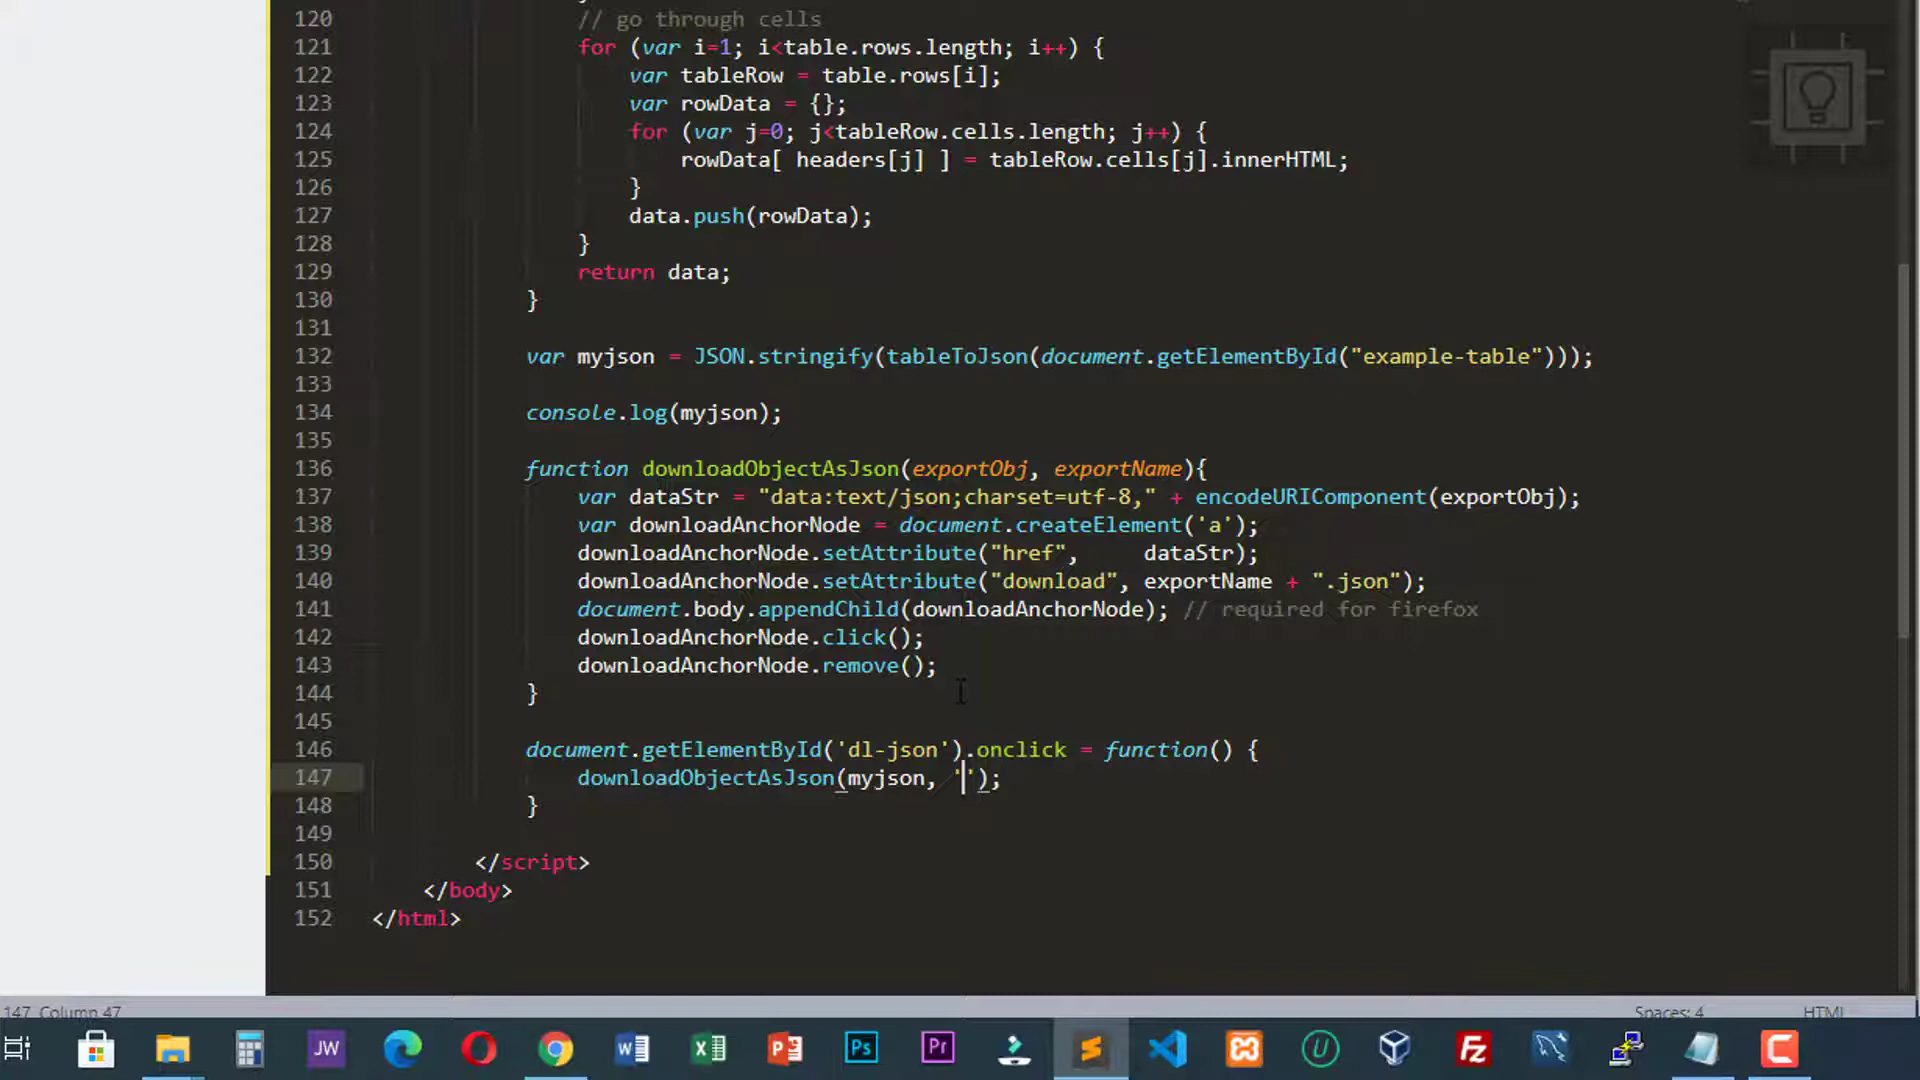 120 // go through cells
121 for (var i=1; i<table.rows.length; i++) {
122 var tableRow = table.rows[i];
123 var rowData = {};
124 for (var j=0; j<tableRow.cells.length; j++) {
125 rowData[ headers[j] ] = tableRow.cells[j].innerHTML;
126 }
127 data.push(rowData);
128 }
129 return data;
130 }
131
132 var myjson = JSON.stringify(tableToJson(document.getElementById("example-table")));
133
134 console.log(myjson);
135
136 function downloadObjectAsJson(exportObj, exportName){
137 var dataStr = "data:text/json;charset=utf-8," + encodeURIComponent(exportObj);
138 var downloadAnchorNode = document.createElement('a');
139 downloadAnchorNode.setAttribute("href",     dataStr);
140 downloadAnchorNode.setAttribute("download", exportName + ".json");
141 document.body.appendChild(downloadAnchorNode); // required for firefox
142 downloadAnchorNode.click();
143 downloadAnchorNode.remove();
144 }
145
146 document.getElementById('dl-json').onclick = function() {
147 downloadObjectAsJson(myjson, '');
148 }
149
150 </script>
151 </body>
152 </html>
147 Column 47 Spaces: 4 HTML
JW W X P Ps Pr U Fz C